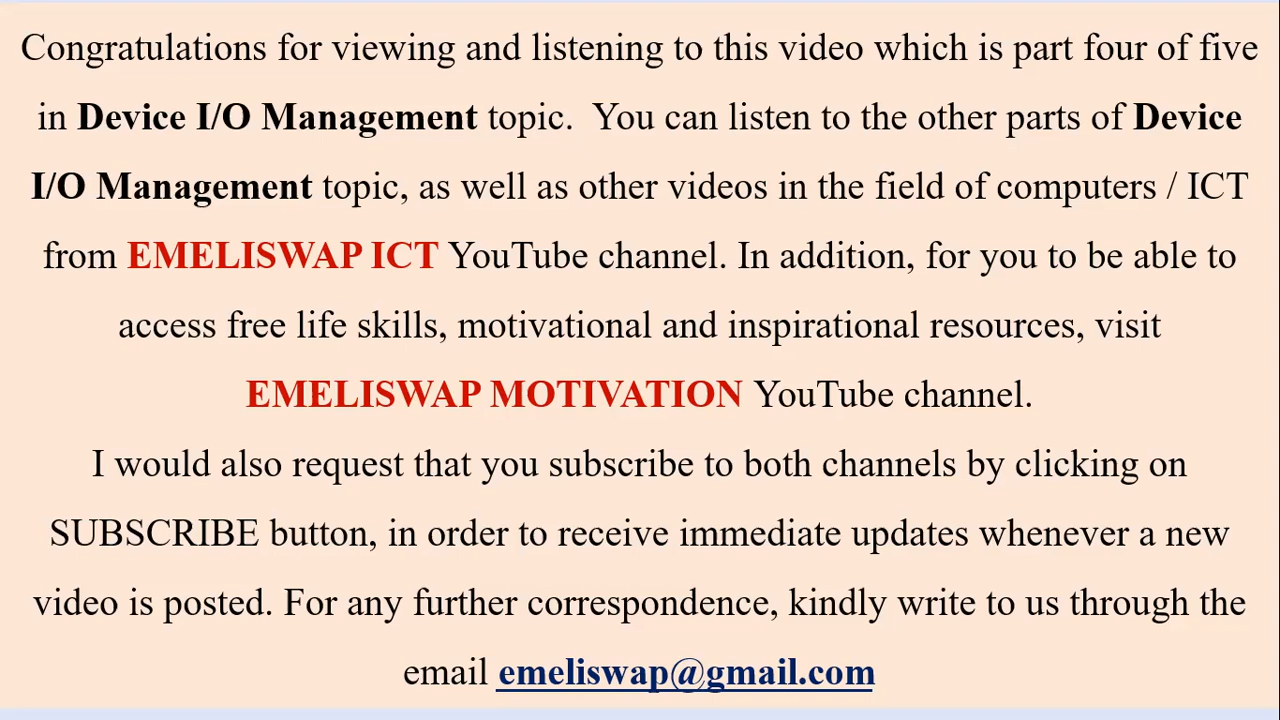 Congratulations for viewing and listening to this video which is part four of five
in Device I/O Management topic.  You can listen to the other parts of Device
I/O Management topic, as well as other videos in the field of computers / ICT
from EMELISWAP ICT YouTube channel. In addition, for you to be able to
access free life skills, motivational and inspirational resources, visit
EMELISWAP MOTIVATION YouTube channel.
I would also request that you subscribe to both channels by clicking on
SUBSCRIBE button, in order to receive immediate updates whenever a new
video is posted. For any further correspondence, kindly write to us through the
email emeliswap@gmail.com